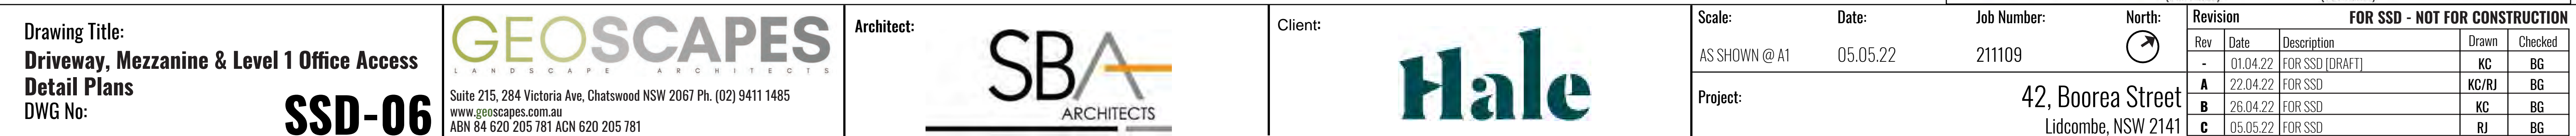 Drawing Title:
Driveway, Mezzanine & Level 1 Office Access
Detail Plans
DWG No:
SSD-06
GEOSCAPES
LANDSCAPE ARCHITECTS
Suite 215, 284 Victoria Ave, Chatswood NSW 2067 Ph. (02) 9411 1485
www.geoscapes.com.au
ABN 84 620 205 781 ACN 620 205 781
Architect:
SBA
ARCHITECTS
Client:
Hale
Scale: Date: Job Number: North:
AS SHOWN @ A1 05.05.22 211109
Project:
42, Boorea Street
Lidcombe, NSW 2141
Revision FOR SSD - NOT FOR CONSTRUCTION
Rev Date Description Drawn Checked
- 01.04.22 FOR SSD [DRAFT] KC BG
A 22.04.22 FOR SSD KC/RJ BG
B 26.04.22 FOR SSD KC BG
C 05.05.22 FOR SSD RJ BG